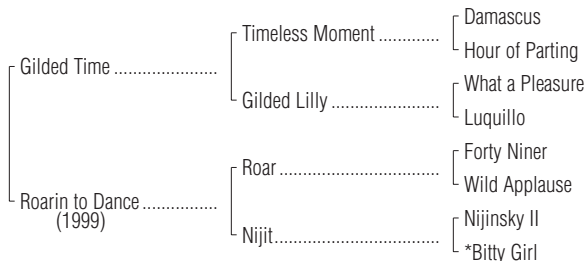 Damascus
Timeless Moment ............
Hour of Parting
Gilded Time .....................
What a Pleasure
Gilded Lilly ......................
Luquillo
Forty Niner
Roar ................................
Wild Applause
Roarin to Dance ...............
(1999)
Nijinsky II
Nijit.................................
*Bitty Girl